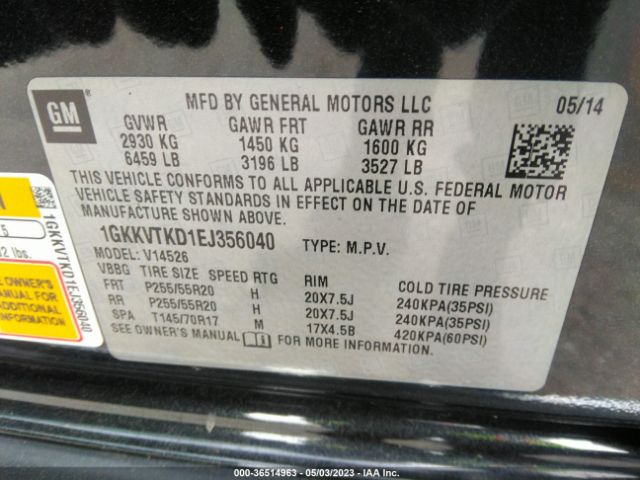 GM®
MFD BY GENERAL MOTORS LLC 05/14
GVWR GAWR FRT GAWR RR
2930 KG 1450 KG 1600 KG
6459 LB 3196 LB 3527 LB
THIS VEHICLE CONFORMS TO ALL APPLICABLE U.S. FEDERAL MOTOR
VEHICLE SAFETY STANDARDS IN EFFECT ON THE DATE OF
MANUFACTURE SHOWN ABOVE.
1GKKVTKD1EJ356040 TYPE: M.P.V.
MODEL: V14526
VBBG TIRE SIZE SPEED RTG RIM COLD TIRE PRESSURE
FRT P255/55R20 H 20X7.5J 240KPA(35PSI)
RR P255/55R20 H 20X7.5J 240KPA(35PSI)
SPA T145/70R17 M 17X4.5B 420KPA(60PSI)
SEE OWNER'S MANUAL FOR MORE INFORMATION
1GKKVTKD1EJ356040
lbs.
OWNER'S
MANUAL FOR
ADDITIONAL
INFORMATION
000-36514963 - 05/03/2023 - IAA Inc.